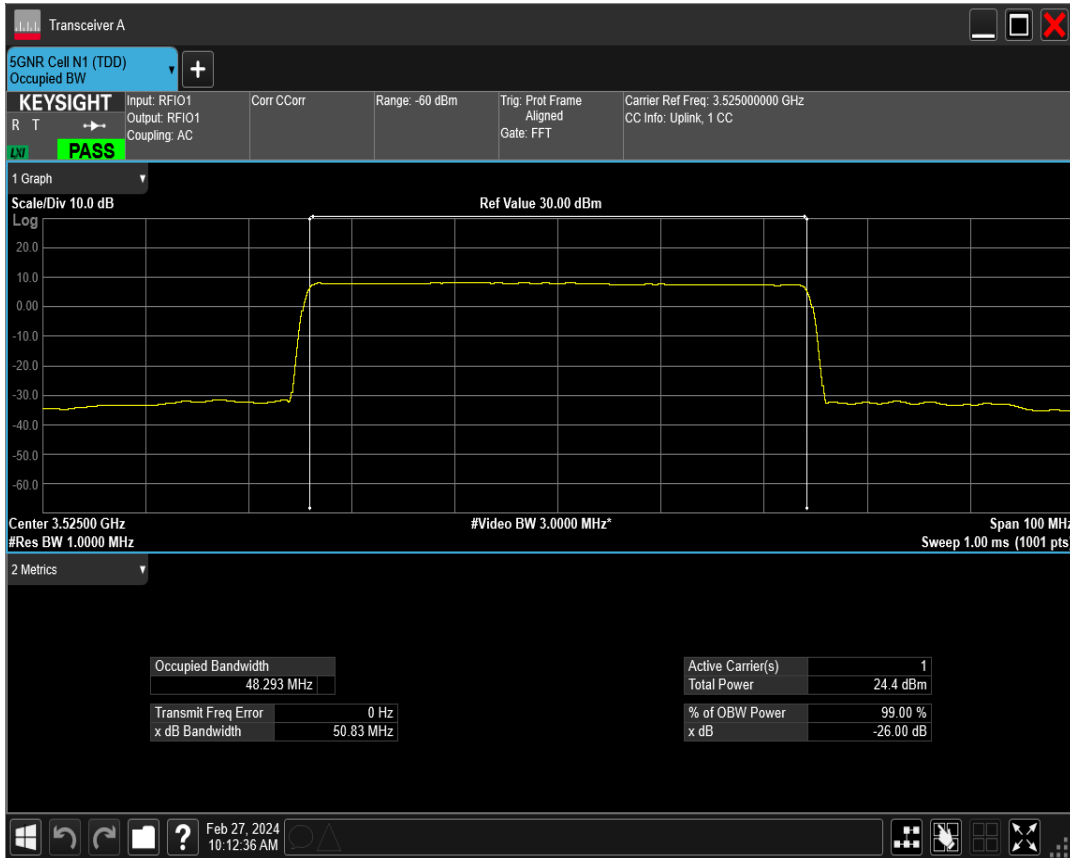 Transceiver A
5GNR Cell N1 (TDD)
Occupied BW
+
KEYSIGHT
R T
LXI
PASS
Input: RFIO1
Output: RFIO1
Coupling: AC
Corr CCorr
Range: -60 dBm
Trig: Prot Frame
Aligned
Gate: FFT
Carrier Ref Freq: 3.525000000 GHz
CC Info: Uplink, 1 CC
1 Graph
Scale/Div 10.0 dB
Ref Value 30.00 dBm
Log
20.0
10.0
0.00
-10.0
-20.0
-30.0
-40.0
-50.0
-60.0
Center 3.52500 GHz
#Video BW 3.0000 MHz*
Span 100 MHz
#Res BW 1.0000 MHz
Sweep 1.00 ms (1001 pts)
2 Metrics
Occupied Bandwidth
48.293 MHz
Transmit Freq Error 0 Hz
x dB Bandwidth 50.83 MHz
Active Carrier(s) 1
Total Power 24.4 dBm
% of OBW Power 99.00 %
x dB -26.00 dB
?
Feb 27, 2024
10:12:36 AM